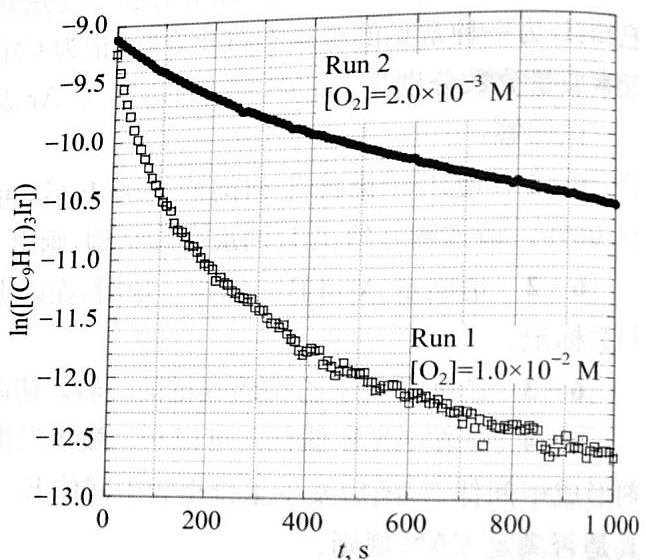 −9.0
−9.5
−10.0
−10.5
−11.0
−11.5
−12.0
−12.5
−13.0
ln([(C₉H₁₁)₃Ir])
Run 2
[O₂]=2.0×10⁻³ M
Run 1
[O₂]=1.0×10⁻² M
0 200 400 600 800 1 000
t, s